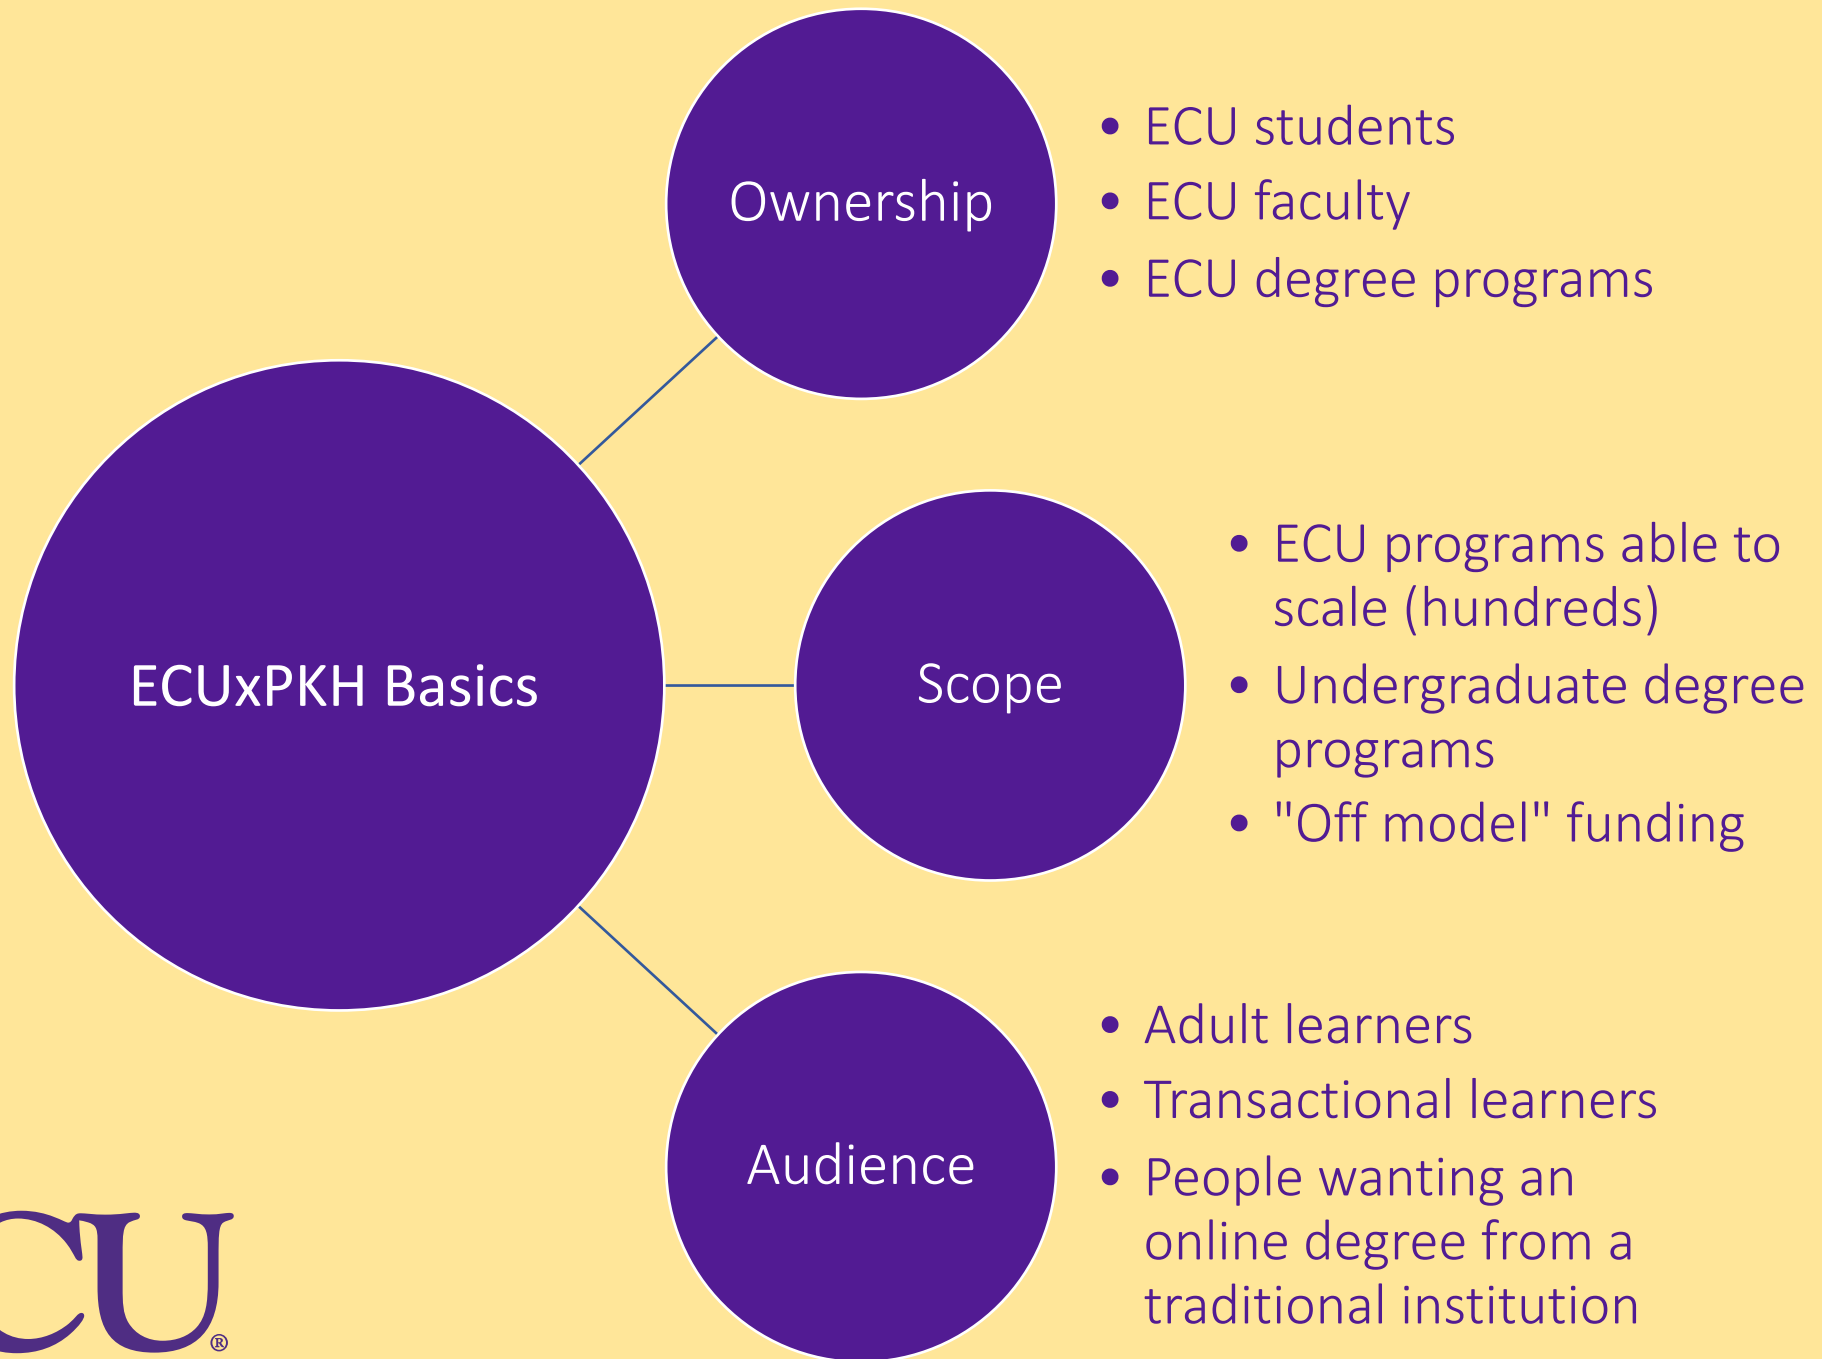 Ownership
• ECU students
• ECU faculty
• ECU degree programs
ECUxPKH Basics
Scope
• ECU programs able to
scale (hundreds)
• Undergraduate degree
programs
• "Off model" funding
Audience
• Adult learners
• Transactional learners
• People wanting an
online degree from a
traditional institution
CU®